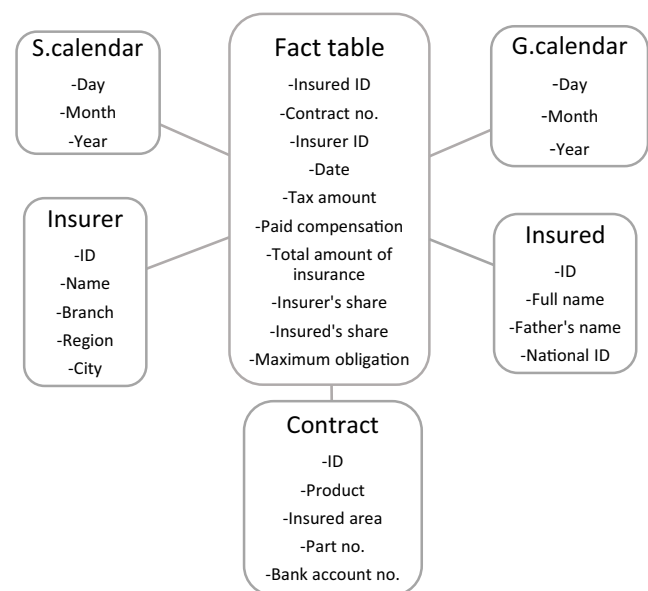 S.calendar
-Day
-Month
-Year
Fact table
-Insured ID
-Contract no.
-Insurer ID
-Date
-Tax amount
-Paid compensation
-Total amount of
insurance
-Insurer's share
-Insured's share
-Maximum obligation
G.calendar
-Day
-Month
-Year
Insurer
-ID
-Name
-Branch
-Region
-City
Insured
-ID
-Full name
-Father's name
-National ID
Contract
-ID
-Product
-Insured area
-Part no.
-Bank account no.